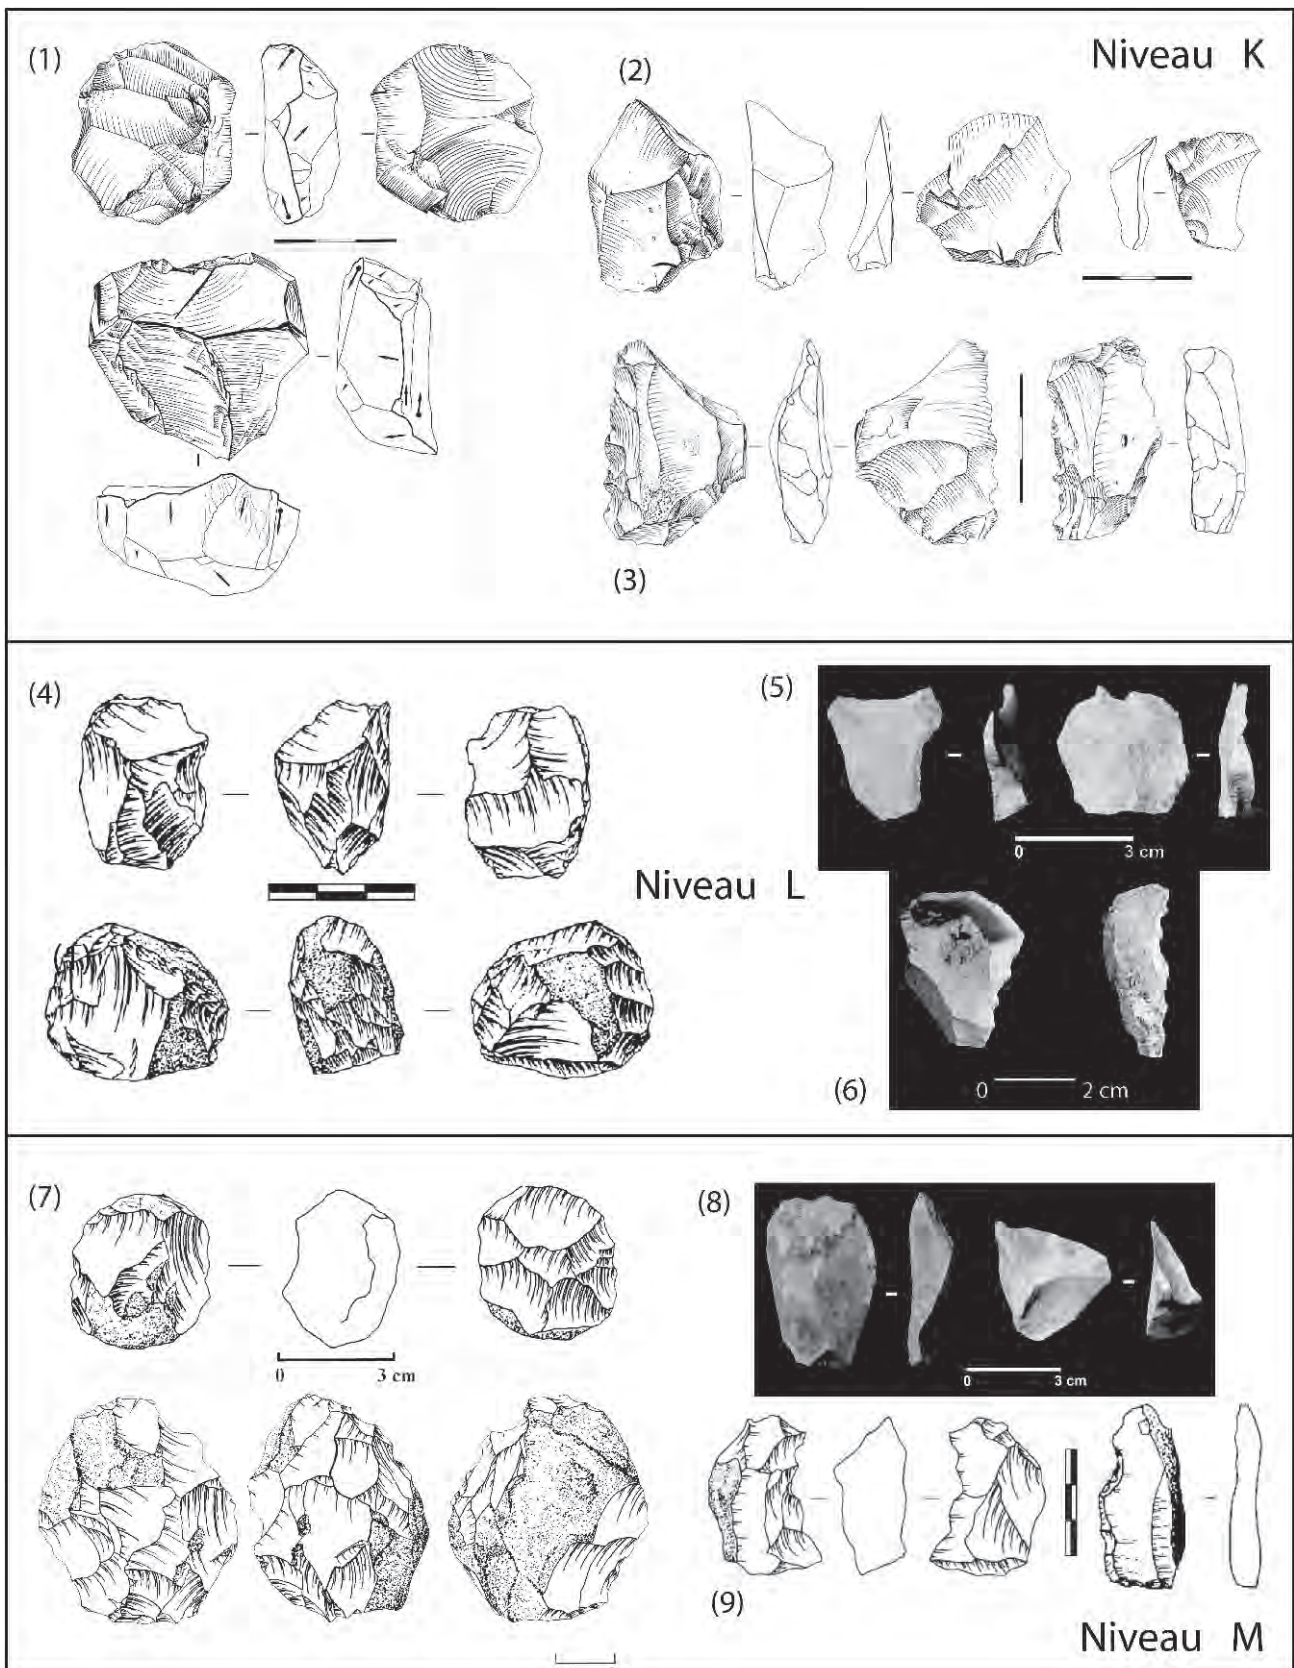 (1)
Niveau K
(2)
(3)
(4)
(5)
0 3 cm
Niveau L
(6)
0 2 cm
(7)
0 3 cm
(8)
0 3 cm
(9)
Niveau M